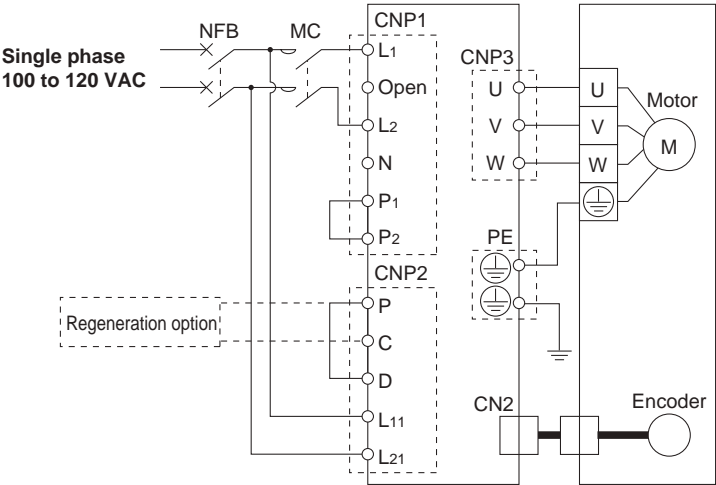 NFB
MC
CNP1
Single phase
100 to 120 VAC
L1
Open
L2
N
P1
P2
CNP3
U
V
W
U
V
W
Motor
M
PE
CNP2
Regeneration option
P
C
D
L11
L21
CN2
Encoder